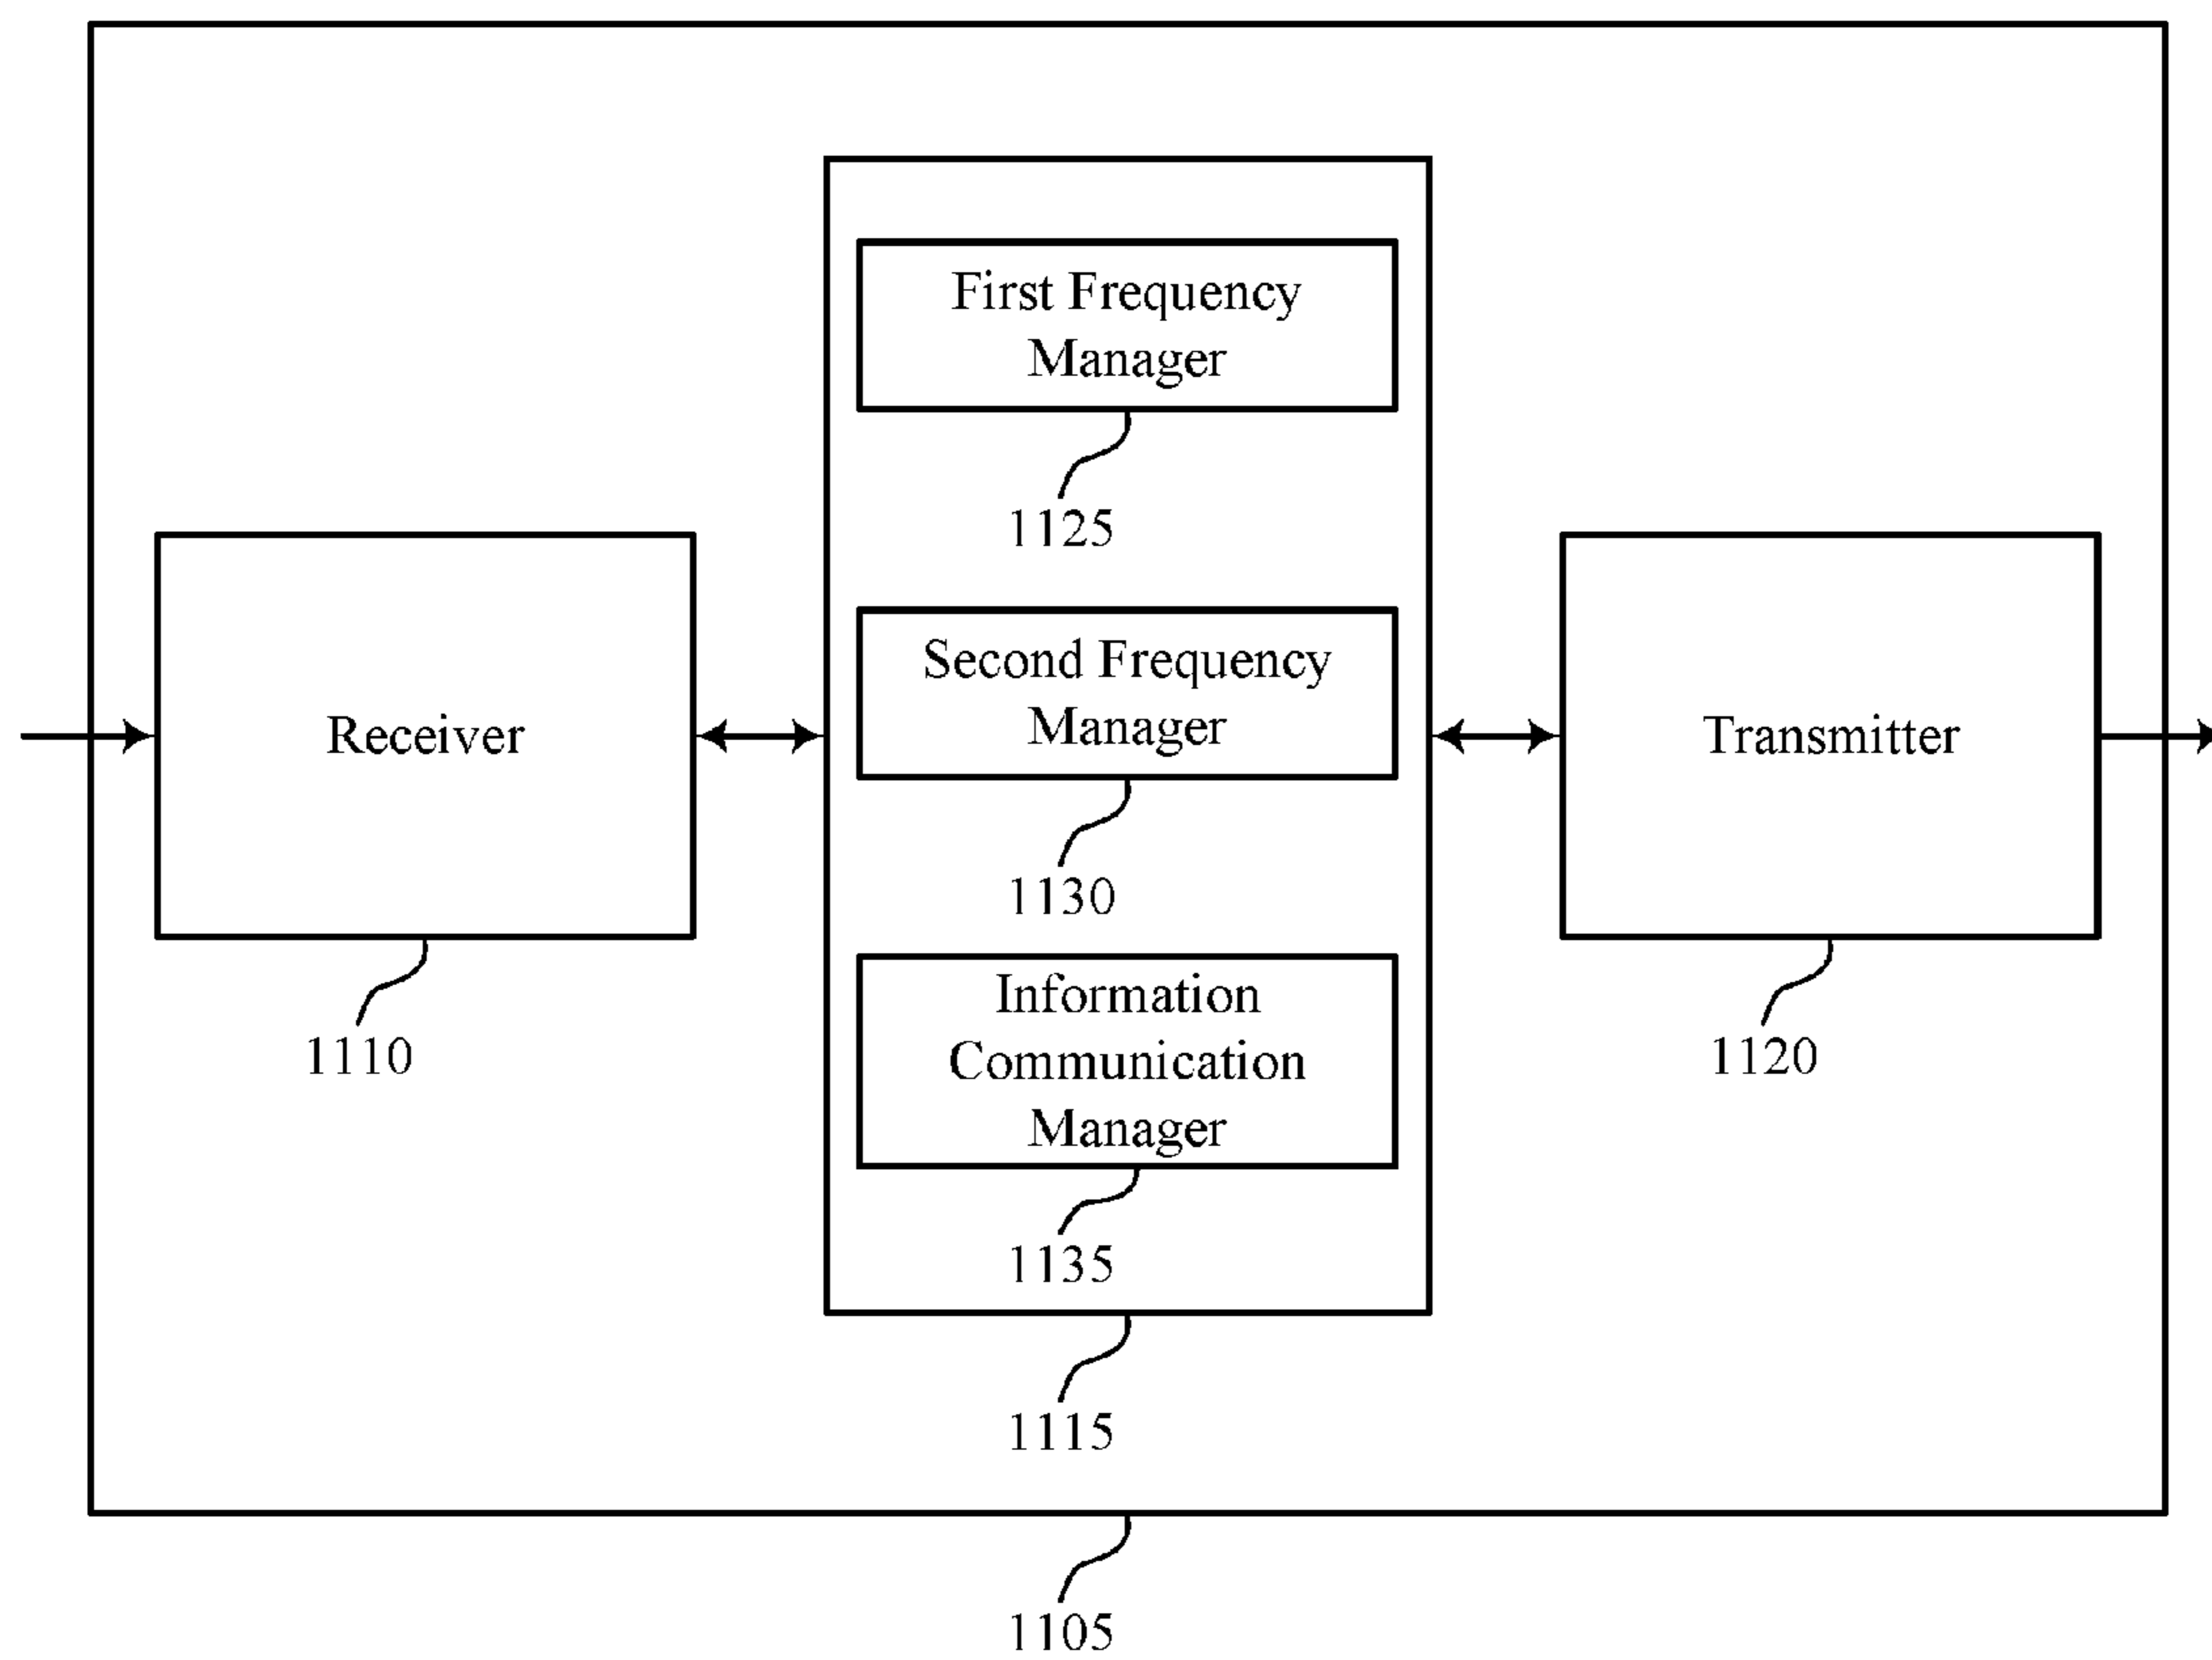 First Frequency
Manager
1125
Second Frequency
Manager
1130
Receiver
1110
Transmitter
1120
Information
Communication
Manager
1135
1115
1105